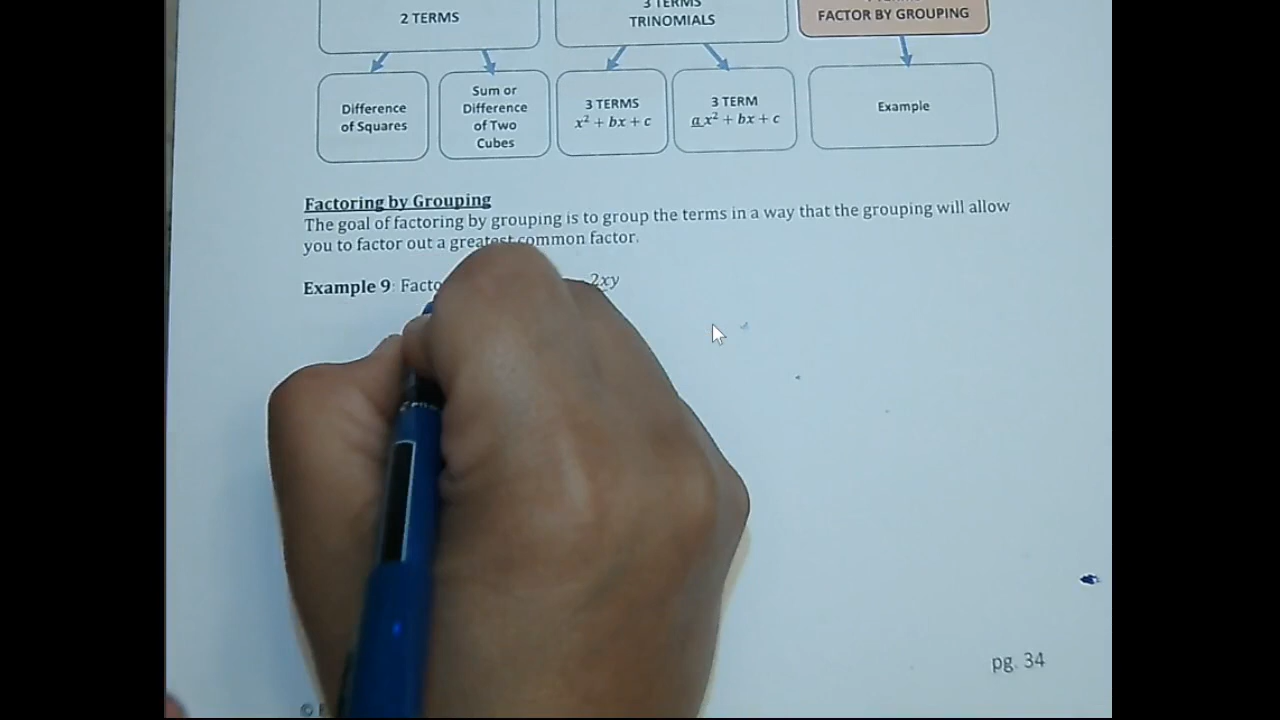 2 TERMS
3 TERMS
TRINOMIALS
FACTOR BY GROUPING
Difference
of Squares
Sum or
Difference
of Two
Cubes
3 TERMS
x² + bx + c
3 TERM
ax² + bx + c
Example
Factoring by Grouping
The goal of factoring by grouping is to group the terms in a way that the grouping will allow
you to factor out a greatest common factor.
Example 9: 2xy
pg. 34
©